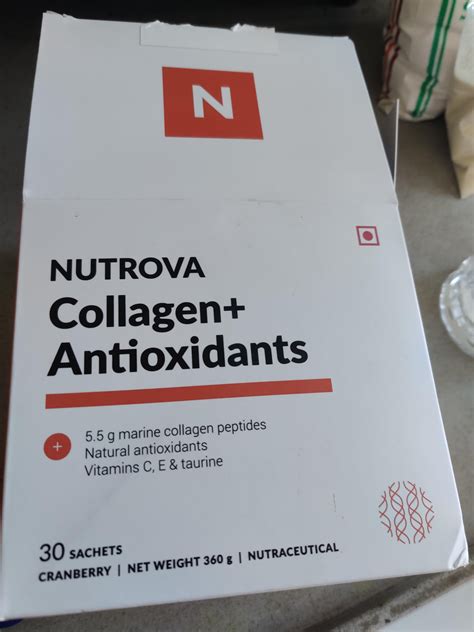 N
NUTROVA
Collagen+
Antioxidants
+
5.5 g marine collagen peptides
Natural antioxidants
Vitamins C, E & taurine
30 SACHETS
CRANBERRY | NET WEIGHT 360 g | NUTRACEUTICAL